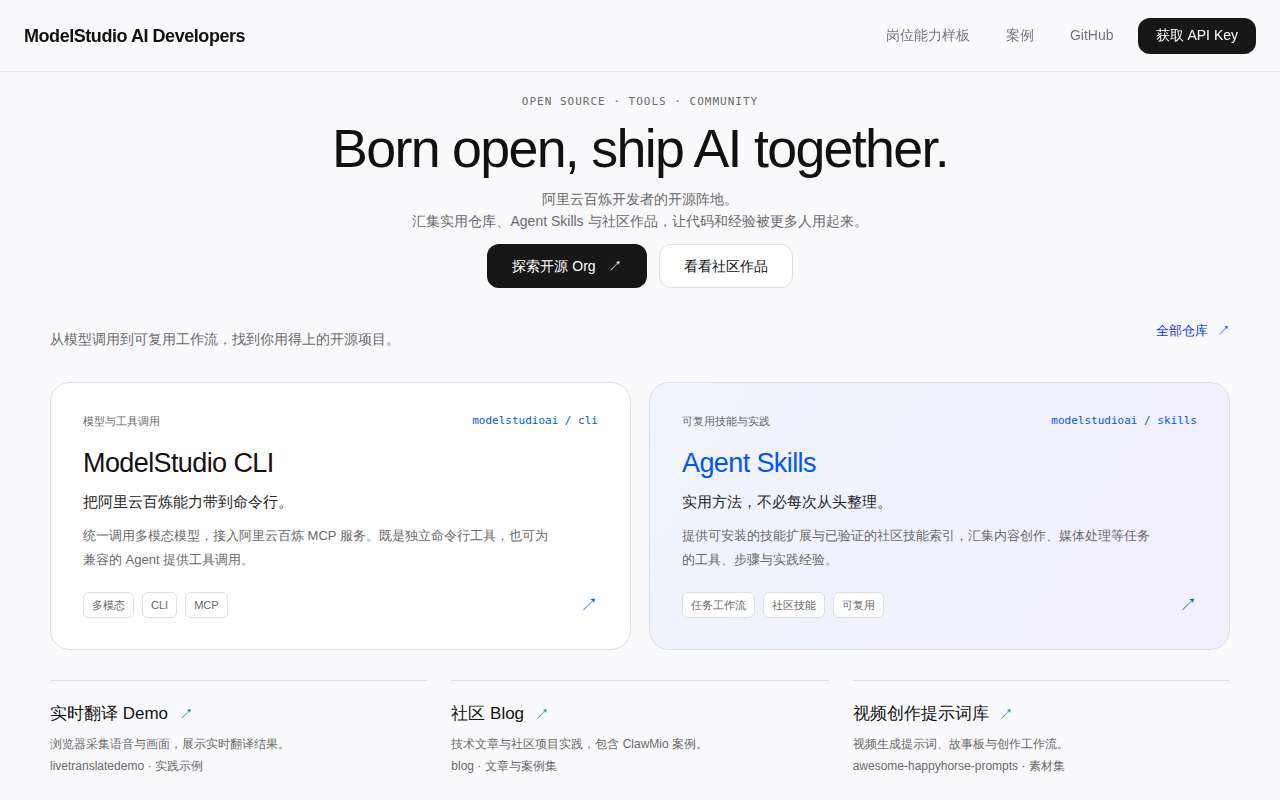 ModelStudio AI Developers
岗位能力样板
案例
GitHub
获取 API Key
OPEN SOURCE · TOOLS · COMMUNITY
Born open, ship AI together.
阿里云百炼开发者的开源阵地。
汇集实用仓库、Agent Skills 与社区作品，让代码和经验被更多人用起来。
探索开源 Org ↗
看看社区作品
从模型调用到可复用工作流，找到你用得上的开源项目。
全部仓库 ↗
模型与工具调用
modelstudioai / cli
ModelStudio CLI
把阿里云百炼能力带到命令行。
统一调用多模态模型，接入阿里云百炼 MCP 服务。既是独立命令行工具，也可为
兼容的 Agent 提供工具调用。
多模态
CLI
MCP
↗
可复用技能与实践
modelstudioai / skills
Agent Skills
实用方法，不必每次从头整理。
提供可安装的技能扩展与已验证的社区技能索引，汇集内容创作、媒体处理等任务
的工具、步骤与实践经验。
任务工作流
社区技能
可复用
↗
实时翻译 Demo ↗
浏览器采集语音与画面，展示实时翻译结果。
livetranslatedemo · 实践示例
社区 Blog ↗
技术文章与社区项目实践，包含 ClawMio 案例。
blog · 文章与案例集
视频创作提示词库 ↗
视频生成提示词、故事板与创作工作流。
awesome-happyhorse-prompts · 素材集